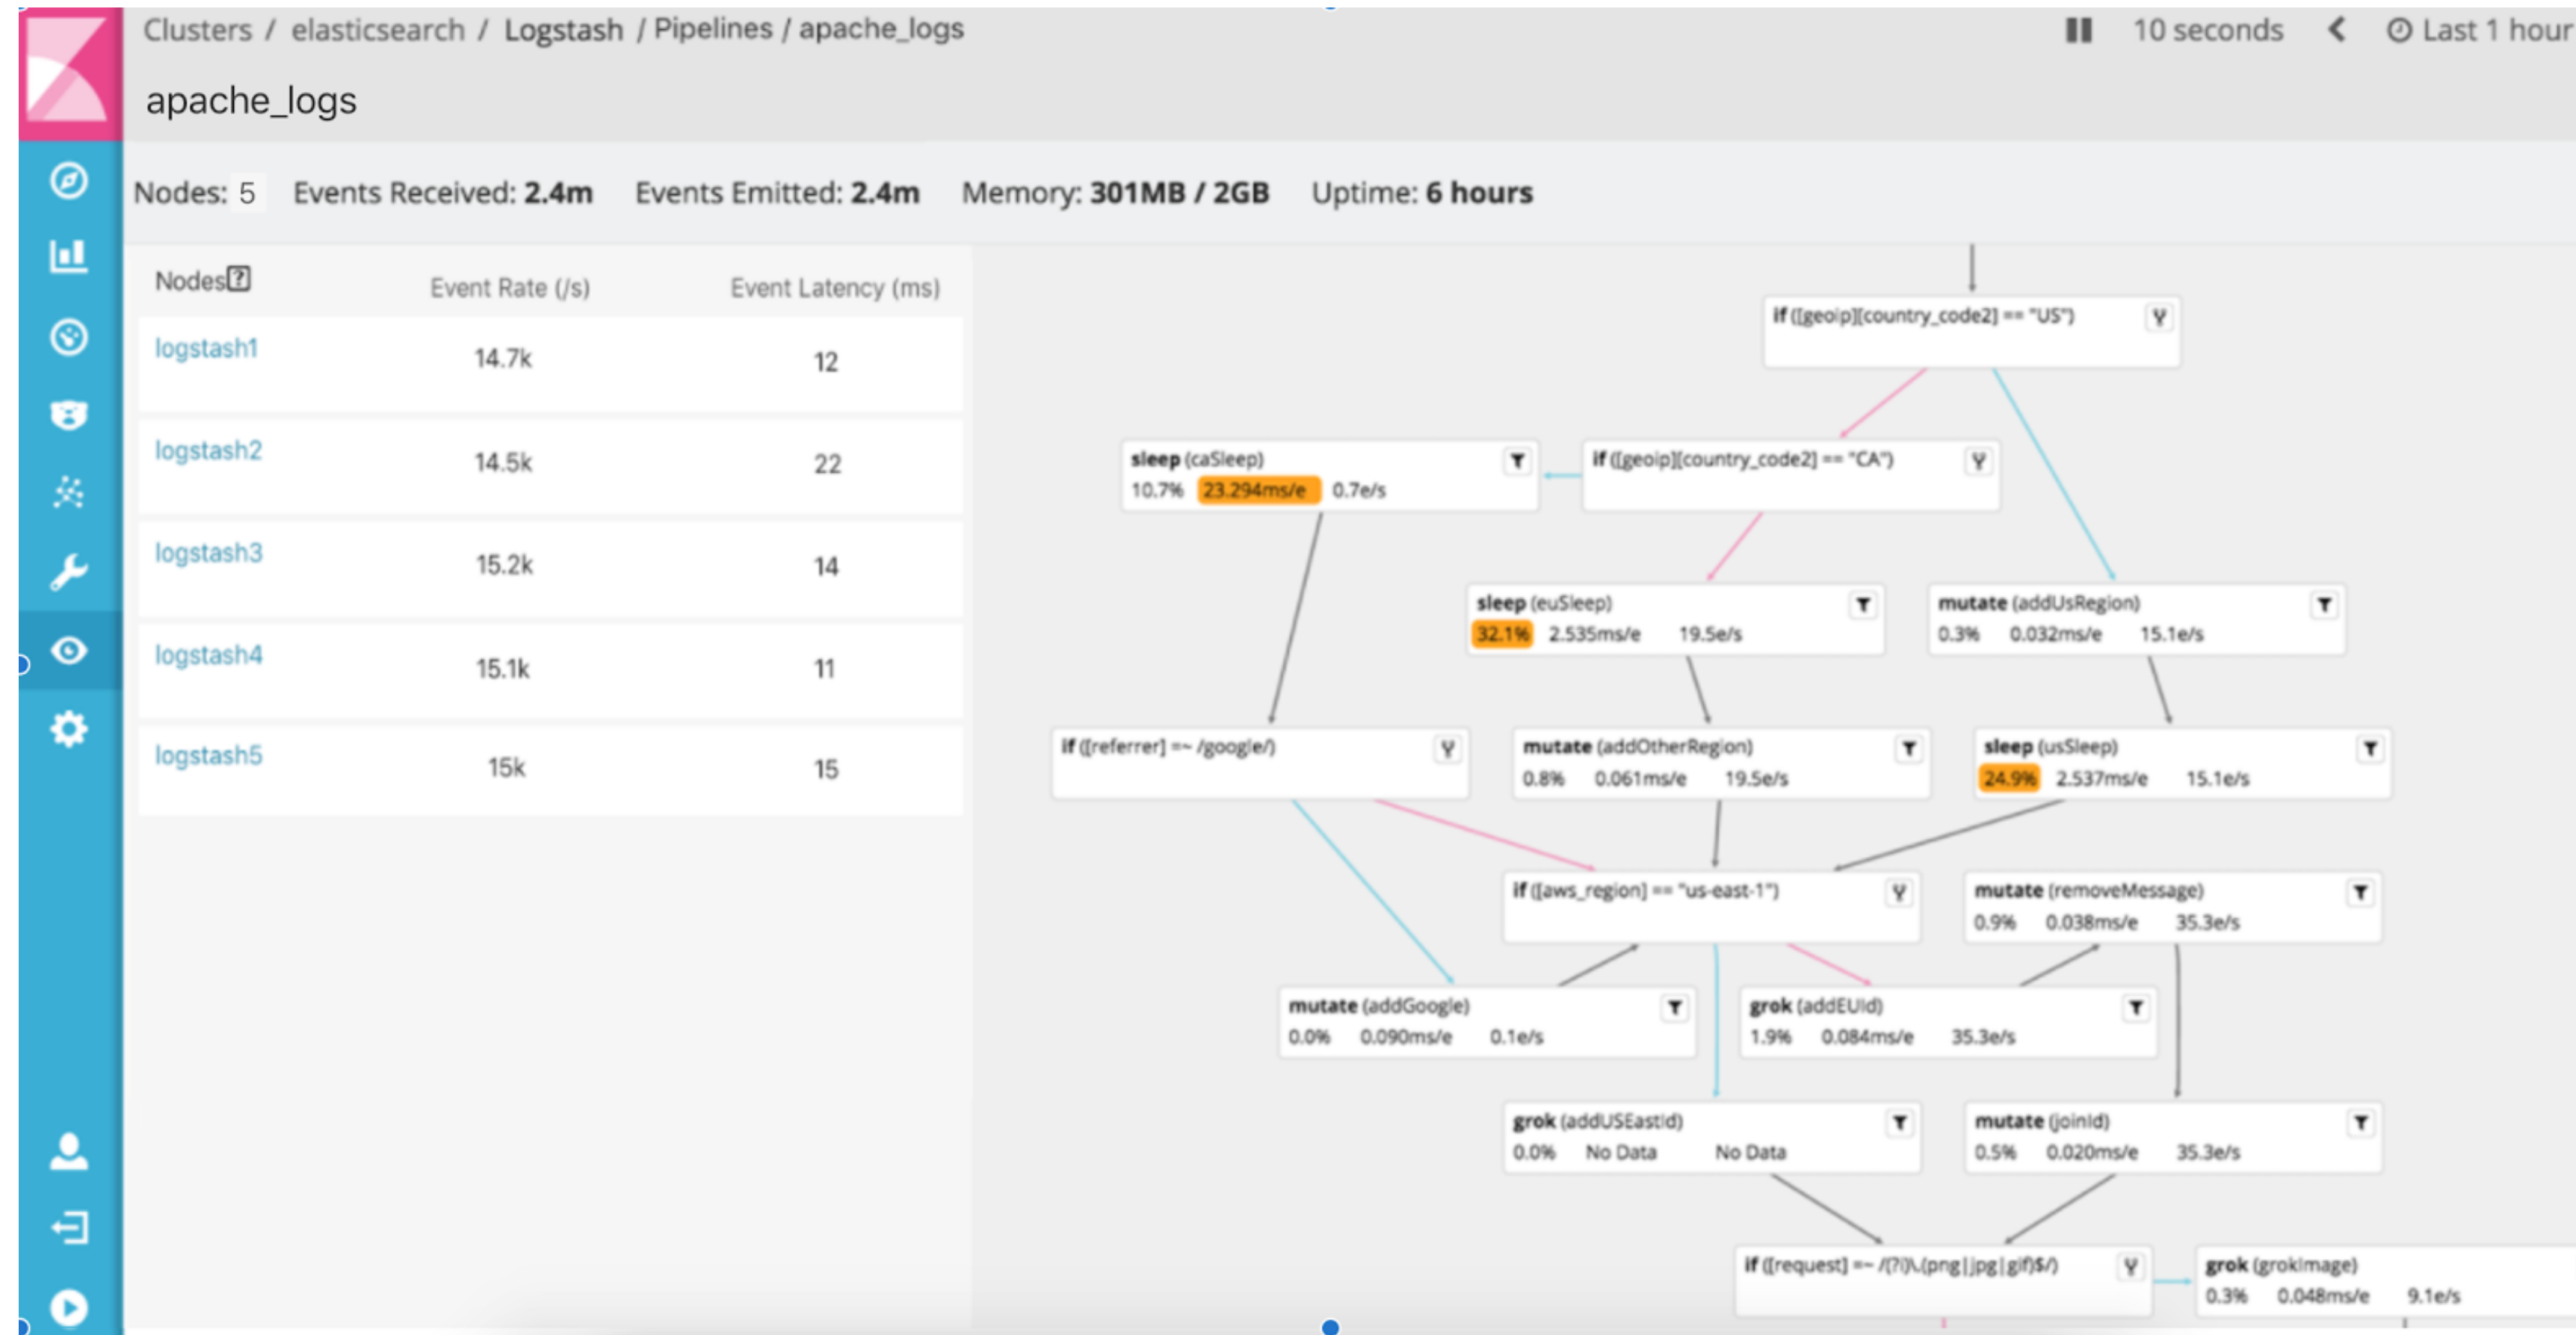 Clusters / elasticsearch / Logstash / Pipelines / apache_logs
10 seconds
Last 1 hour
apache_logs
Nodes: 5 Events Received: 2.4m Events Emitted: 2.4m Memory: 301MB / 2GB Uptime: 6 hours
Nodes Event Rate (/s) Event Latency (ms)
logstash1 14.7k 12
logstash2 14.5k 22
logstash3 15.2k 14
logstash4 15.1k 11
logstash5 15k 15
if ([geoip][country_code2] == "US")
sleep (caSleep)
10.7% 23.294ms/e 0.7e/s
if ([geoip][country_code2] == "CA")
sleep (euSleep)
32.1% 2.535ms/e 19.5e/s
mutate (addUsRegion)
0.3% 0.032ms/e 15.1e/s
if ([referrer] =~ /google/)
mutate (addOtherRegion)
0.8% 0.061ms/e 19.5e/s
sleep (usSleep)
24.9% 2.537ms/e 15.1e/s
if ([aws_region] == "us-east-1")
mutate (removeMessage)
0.9% 0.038ms/e 35.3e/s
mutate (addGoogle)
0.0% 0.090ms/e 0.1e/s
grok (addEUId)
1.9% 0.084ms/e 35.3e/s
grok (addUSEastId)
0.0% No Data No Data
mutate (joinId)
0.5% 0.020ms/e 35.3e/s
if ([request] =~ /(?i)\.(png|jpg|gif)$/)
grok (grokImage)
0.3% 0.048ms/e 9.1e/s